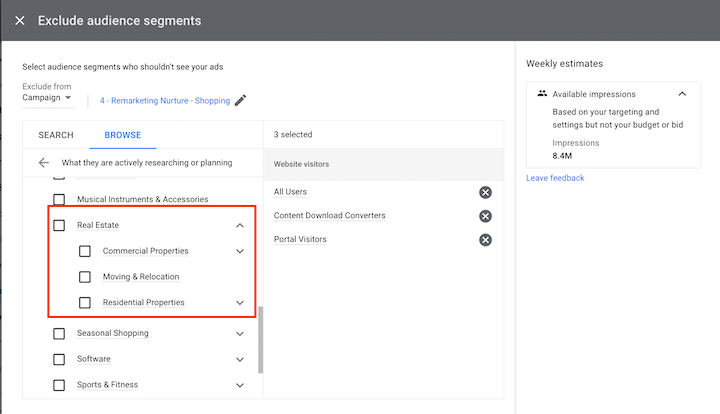 Exclude audience segments
Select audience segments who shouldn't see your ads
Exclude from
Campaign
4 - Remarketing Nurture - Shopping
SEARCH
BROWSE
What they are actively researching or planning
Musical Instruments & Accessories
Real Estate
Commercial Properties
Moving & Relocation
Residential Properties
Seasonal Shopping
Software
Sports & Fitness
3 selected
Website visitors
All Users
Content Download Converters
Portal Visitors
Weekly estimates
Available impressions
Based on your targeting and
settings but not your budget or bid
Impressions
8.4M
Leave feedback